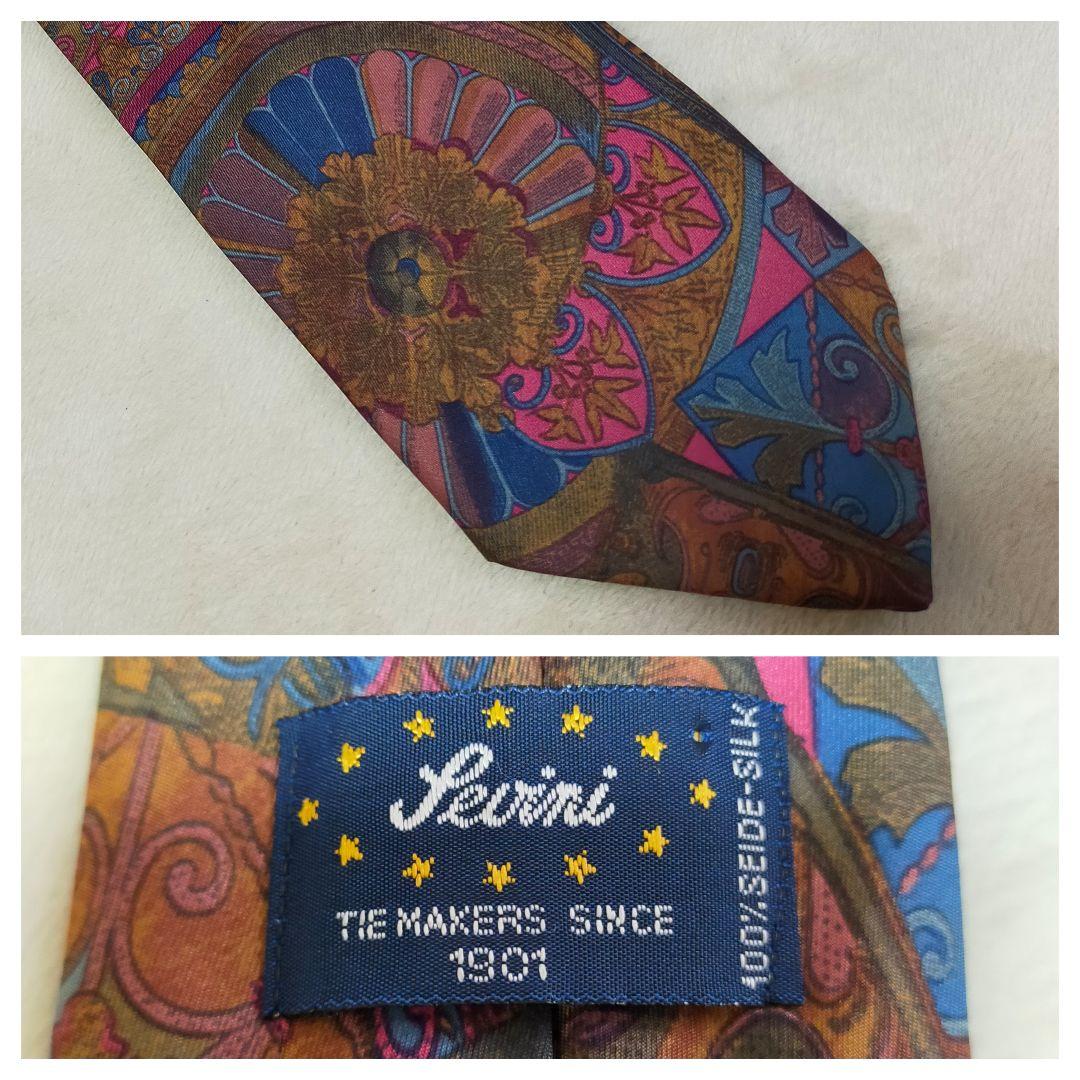 Sevini
TIE MAKERS SINCE
1901
100% SEIDE-SILK